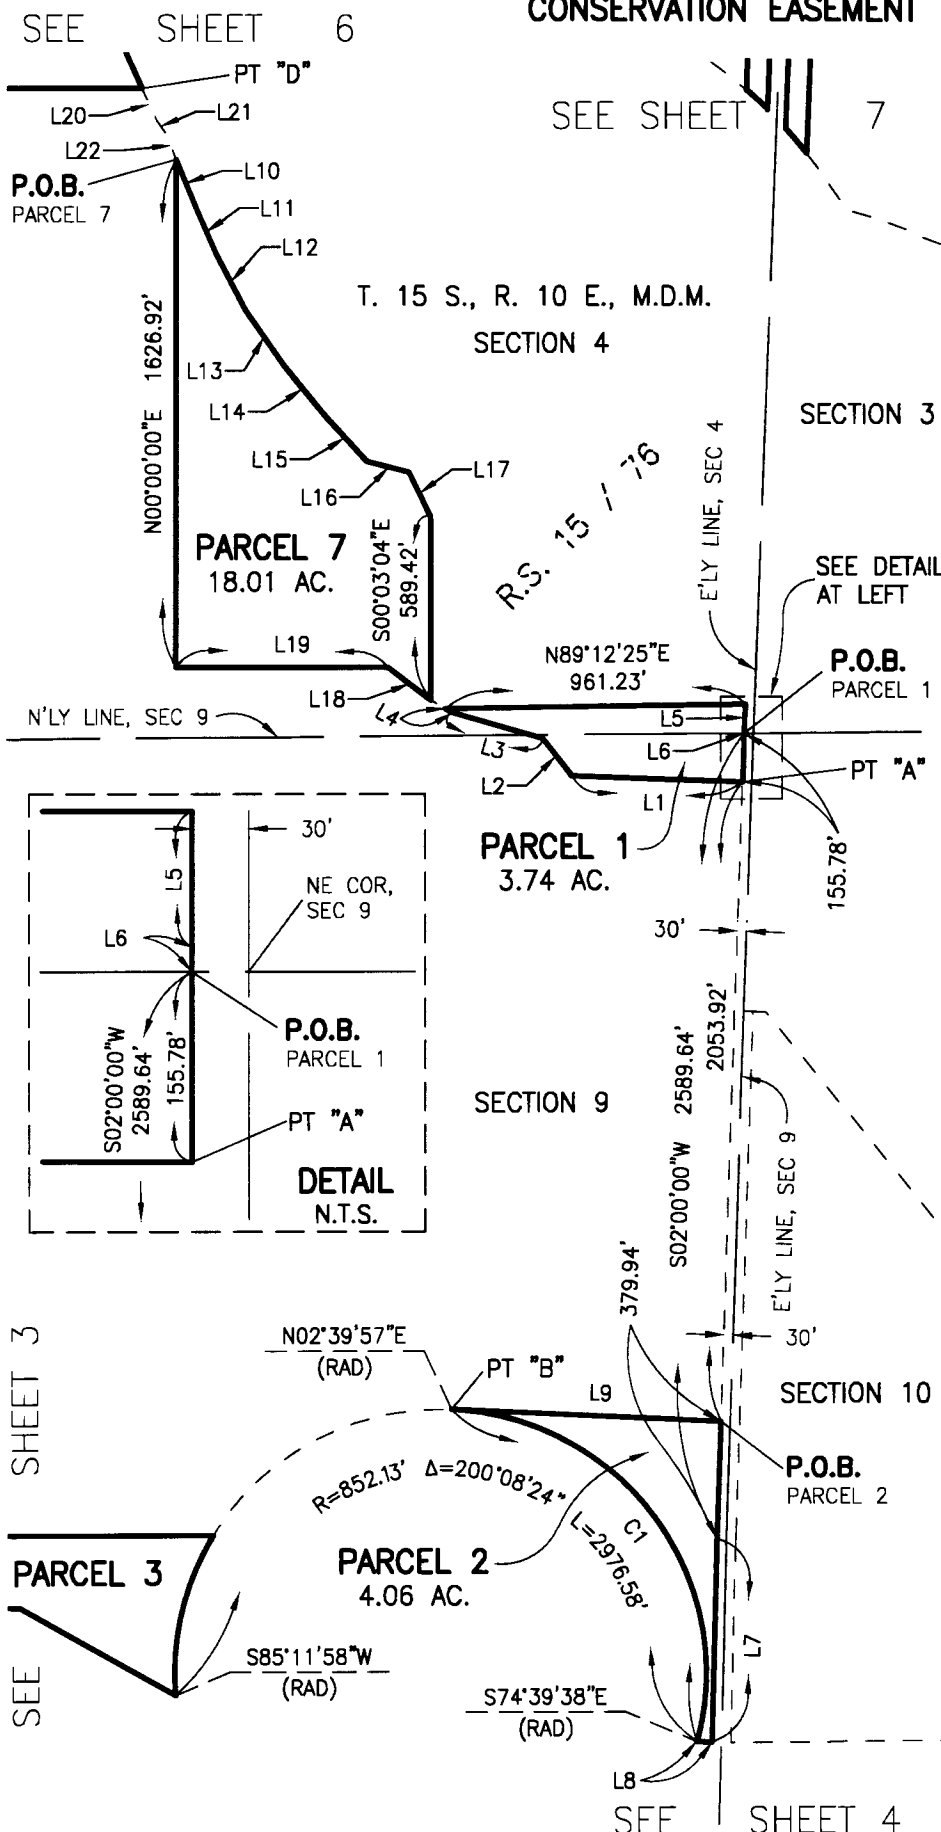 CONSERVATION EASEMENT
SEE SHEET 6
PT "D"
L20
L21
L22
SEE SHEET 7
P.O.B.
PARCEL 7
L10
L11
L12
T. 15 S., R. 10 E., M.D.M.
SECTION 4
N00°00'00"E 1626.92'
L13
L14
L15
L16
L17
SECTION 3
E'LY LINE, SEC 4
R.S. 15 / 76
PARCEL 7
18.01 AC.
S00°03'04"E
589.42'
SEE DETAIL
AT LEFT
L19
L18
L4
N89°12'25"E
961.23'
P.O.B.
PARCEL 1
N'LY LINE, SEC 9
L3
L2
L5
L6
L1
PT "A"
PARCEL 1
3.74 AC.
155.78'
30'
L5
L6
30'
NE COR,
SEC 9
P.O.B.
PARCEL 1
S02°00'00"W
2589.64'
155.78'
PT "A"
DETAIL
N.T.S.
30'
SECTION 9
S02°00'00"W 2589.64'
2053.92'
E'LY LINE, SEC 9
379.94'
30'
N02°39'57"E
(RAD)
PT "B"
L9
SECTION 10
P.O.B.
PARCEL 2
R=852.13' Δ=200°08'24"
L=2976.58'
C1
PARCEL 2
4.06 AC.
SEE SHEET 3
PARCEL 3
S85°11'58"W
(RAD)
S74°39'38"E
(RAD)
L7
L8
SEE SHEET 4